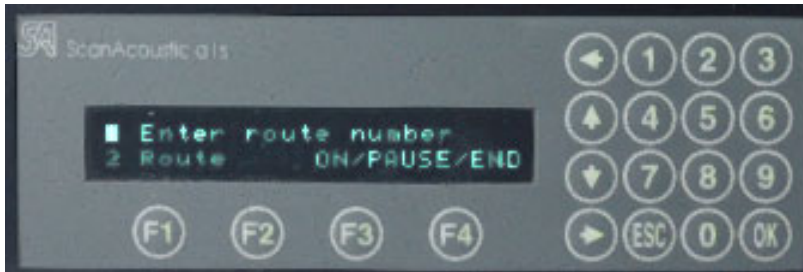 SA ScanAcoustic a/s
Enter route number
2 Route ON/PAUSE/END
F1 F2 F3 F4
1 2 3
4 5 6
7 8 9
ESC 0 OK